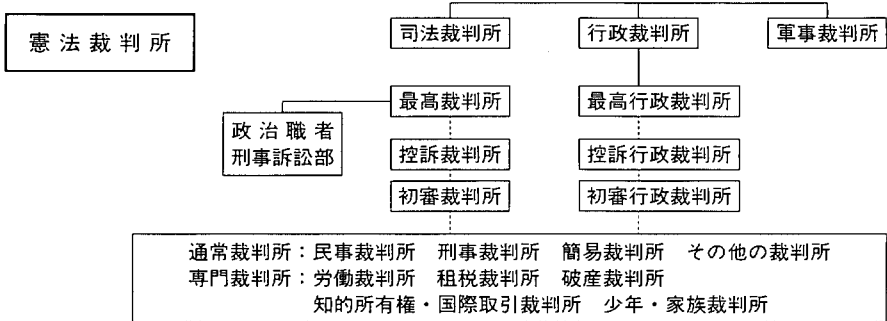 憲法裁判所
司法裁判所 行政裁判所 軍事裁判所
最高裁判所 最高行政裁判所
政治職者
刑事訴訟部
控訴裁判所 控訴行政裁判所
初審裁判所 初審行政裁判所
通常裁判所：民事裁判所 刑事裁判所 簡易裁判所 その他の裁判所
専門裁判所：労働裁判所 租税裁判所 破産裁判所
知的所有権・国際取引裁判所 少年・家族裁判所